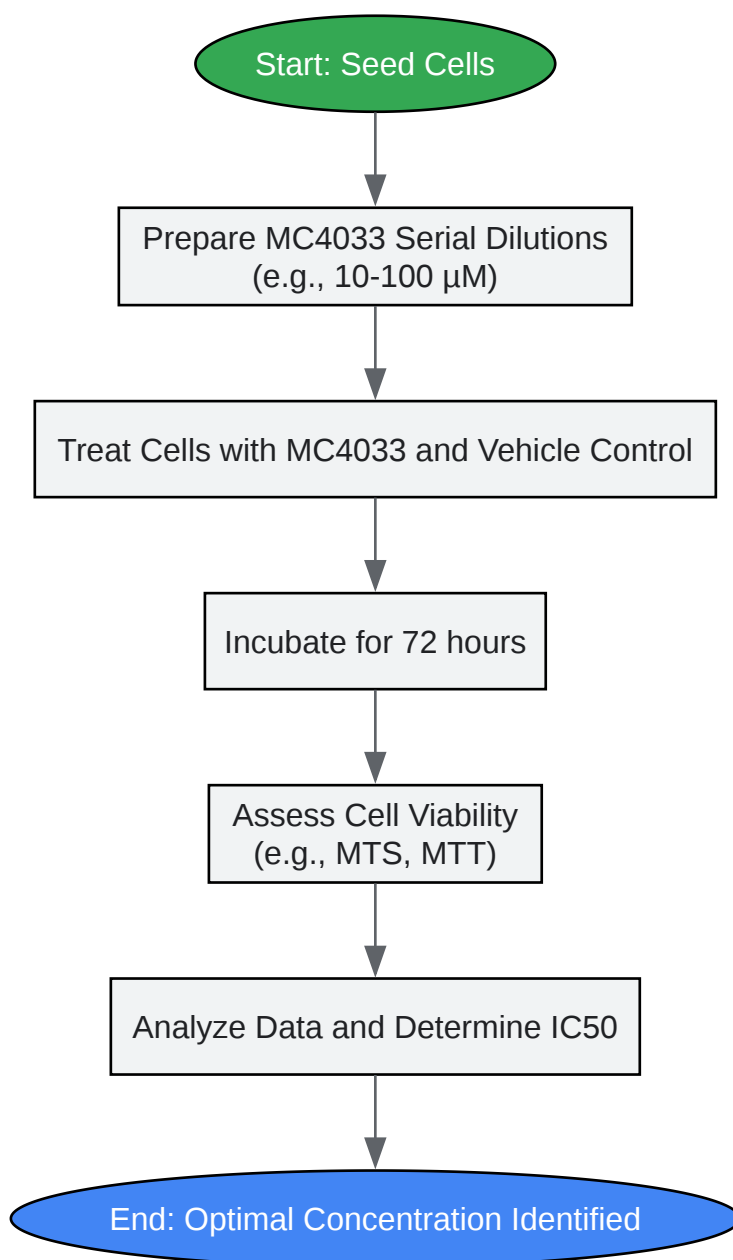 Start: Seed Cells
Prepare MC4033 Serial Dilutions
(e.g., 10-100 µM)
Treat Cells with MC4033 and Vehicle Control
Incubate for 72 hours
Assess Cell Viability
(e.g., MTS, MTT)
Analyze Data and Determine IC50
End: Optimal Concentration Identified